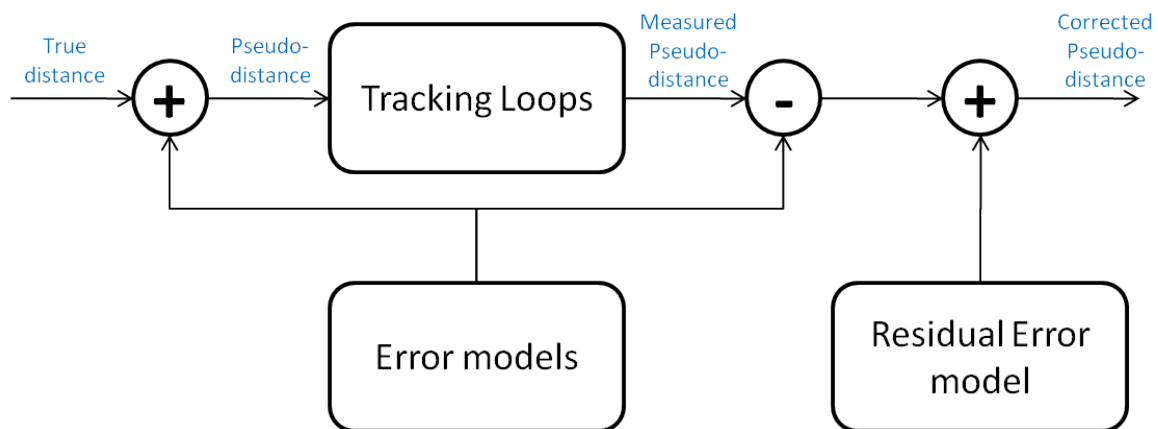 True
distance
+
Pseudo-
distance
Tracking Loops
Measured
Pseudo-
distance
-
+
Corrected
Pseudo-
distance
Error models
Residual Error
model